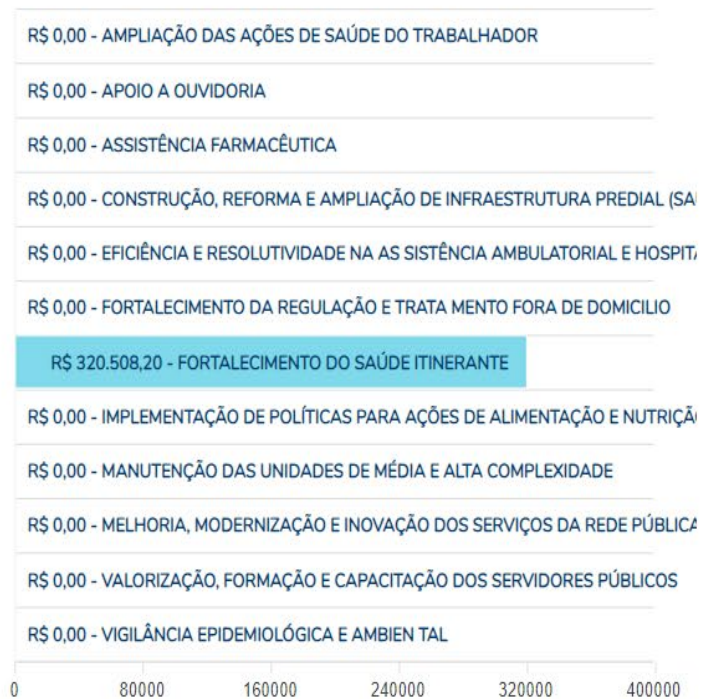 R$ 0,00 - AMPLIAÇÃO DAS AÇÕES DE SAÚDE DO TRABALHADOR
R$ 0,00 - APOIO A OUVIDORIA
R$ 0,00 - ASSISTÊNCIA FARMACÊUTICA
R$ 0,00 - CONSTRUÇÃO, REFORMA E AMPLIAÇÃO DE INFRAESTRUTURA PREDIAL (SA
R$ 0,00 - EFICIÊNCIA E RESOLUTIVIDADE NA AS SISTÊNCIA AMBULATORIAL E HOSPIT
R$ 0,00 - FORTALECIMENTO DA REGULAÇÃO E TRATA MENTO FORA DE DOMICILIO
R$ 320.508,20 - FORTALECIMENTO DO SAÚDE ITINERANTE
R$ 0,00 - IMPLEMENTAÇÃO DE POLÍTICAS PARA AÇÕES DE ALIMENTAÇÃO E NUTRIÇÃ
R$ 0,00 - MANUTENÇÃO DAS UNIDADES DE MÉDIA E ALTA COMPLEXIDADE
R$ 0,00 - MELHORIA, MODERNIZAÇÃO E INOVAÇÃO DOS SERVIÇOS DA REDE PÚBLICA
R$ 0,00 - VALORIZAÇÃO, FORMAÇÃO E CAPACITAÇÃO DOS SERVIDORES PÚBLICOS
R$ 0,00 - VIGILÂNCIA EPIDEMIOLÓGICA E AMBIEN TAL
0 80000 160000 240000 320000 400000